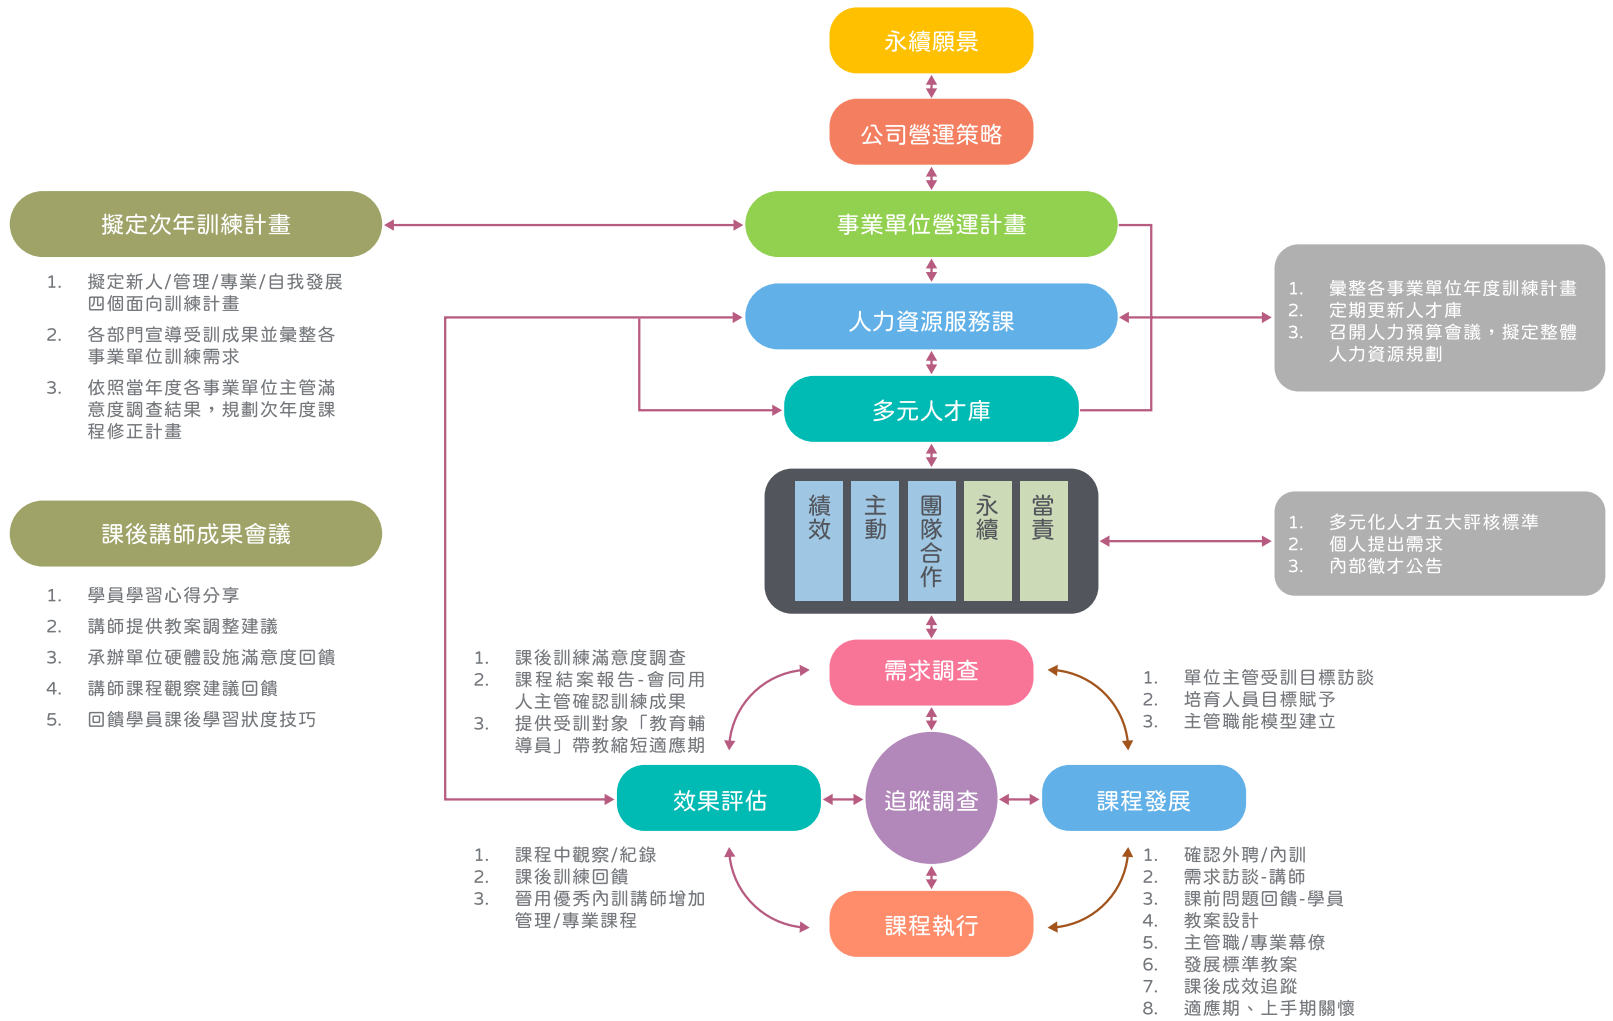 永續願景
公司營運策略
擬定次年訓練計畫
事業單位營運計畫
1. 擬定新人/管理/專業/自我發展
四個面向訓練計畫
2. 各部門宣導受訓成果並彙整各
事業單位訓練需求
3. 依照當年度各事業單位主管滿
意度調查結果，規劃次年度課
程修正計畫
人力資源服務課
1. 彙整各事業單位年度訓練計畫
2. 定期更新人才庫
3. 召開人力預算會議，擬定整體
人力資源規劃
多元人才庫
績效
主動
團隊合作
永續
當責
1. 多元化人才五大評核標準
2. 個人提出需求
3. 內部徵才公告
課後講師成果會議
1. 學員學習心得分享
2. 講師提供教案調整建議
3. 承辦單位硬體設施滿意度回饋
4. 講師課程觀察建議回饋
5. 回饋學員課後學習狀度技巧
需求調查
1. 課後訓練滿意度調查
2. 課程結案報告-會同用
人主管確認訓練成果
3. 提供受訓對象「教育輔
導員」帶教縮短適應期
1. 單位主管受訓目標訪談
2. 培育人員目標賦予
3. 主管職能模型建立
效果評估
追蹤調查
課程發展
1. 課程中觀察/紀錄
2. 課後訓練回饋
3. 晉用優秀內訓講師增加
管理/專業課程
課程執行
1. 確認外聘/內訓
2. 需求訪談-講師
3. 課前問題回饋-學員
4. 教案設計
5. 主管職/專業幕僚
6. 發展標準教案
7. 課後成效追蹤
8. 適應期、上手期關懷